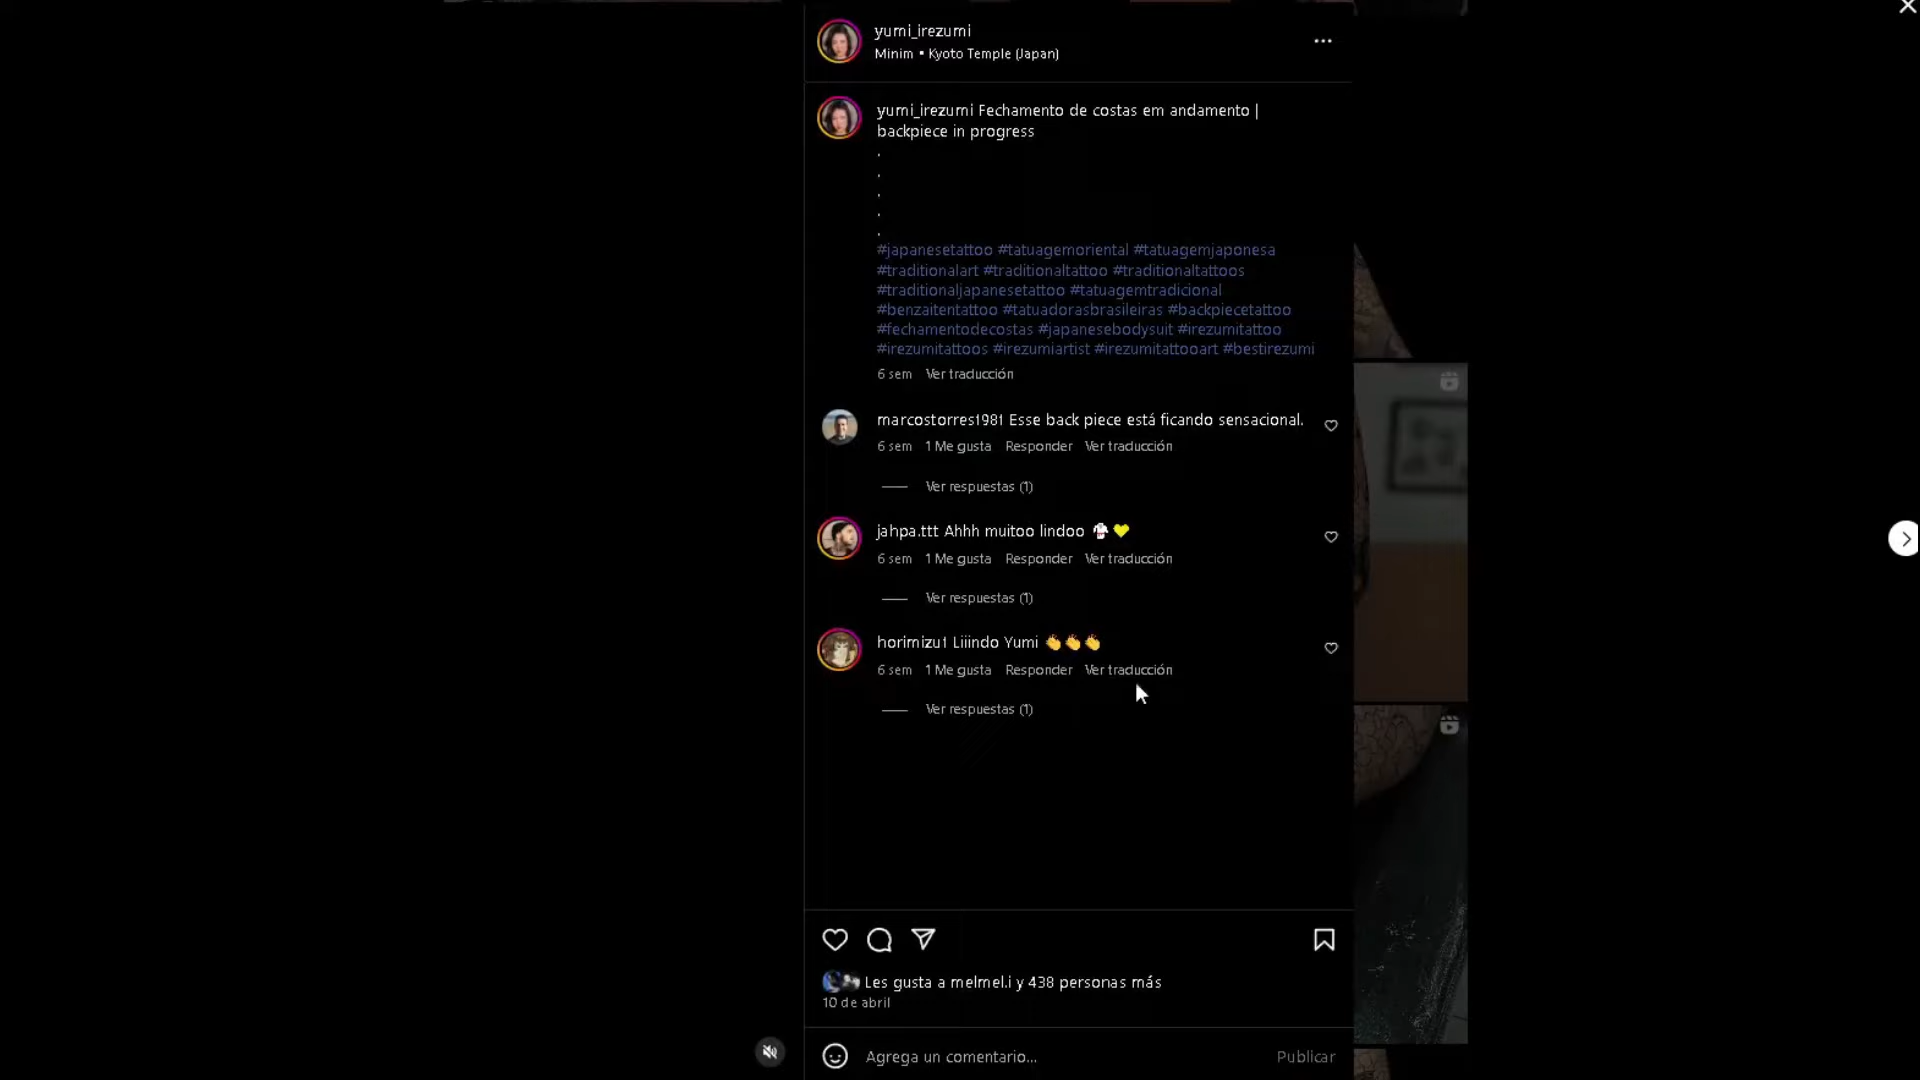 yumi_irezumi
Minim • Kyoto Temple (Japan)
yumi_irezumi Fechamento de costas em andamento |
backpiece in progress
.
.
.
.
.
#japanesetattoo #tatuagemoriental #tatuagemjaponesa
#traditionalart #traditionaltattoo #traditionaltattoos
#traditionaljapanesetattoo #tatuagemtradicional
#benzaitentattoo #tatuadorasbrasileiras #backpiecetattoo
#fechamentodecostas #japanesebodysuit #irezumitattoo
#irezumitattoos #irezumiartist #irezumitattooart #bestirezumi
6 sem Ver traducción
marcostorres1981 Esse back piece está ficando sensacional.
6 sem 1 Me gusta Responder Ver traducción
Ver respuestas (1)
jahpa.ttt Ahhh muitoo lindoo 🥋💛
6 sem 1 Me gusta Responder Ver traducción
Ver respuestas (1)
horimizu1 Liiindo Yumi 👏👏👏
6 sem 1 Me gusta Responder Ver traducción
Ver respuestas (1)
Les gusta a melmel.i y 438 personas más
10 de abril
Agrega un comentario...
Publicar